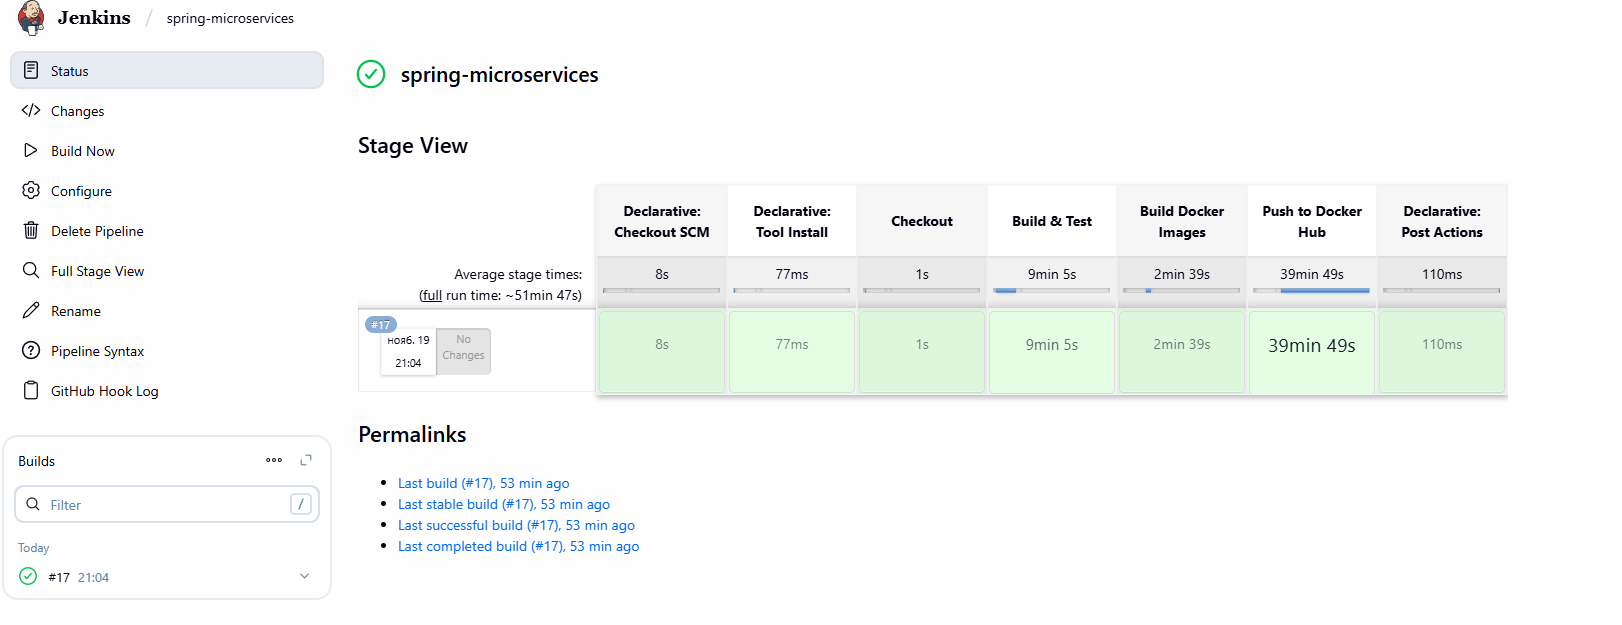 Jenkins / spring-microservices
Status
Changes
Build Now
Configure
Delete Pipeline
Full Stage View
Rename
Pipeline Syntax
GitHub Hook Log
Builds
Filter /
Today
#17 21:04
spring-microservices
Stage View
Declarative: Checkout SCM
Declarative: Tool Install
Checkout
Build & Test
Build Docker Images
Push to Docker Hub
Declarative: Post Actions
Average stage times:
(full run time: ~51min 47s)
8s 77ms 1s 9min 5s 2min 39s 39min 49s 110ms
#17
нояб. 19
21:04
No Changes
8s 77ms 1s 9min 5s 2min 39s 39min 49s 110ms
Permalinks
Last build (#17), 53 min ago
Last stable build (#17), 53 min ago
Last successful build (#17), 53 min ago
Last completed build (#17), 53 min ago